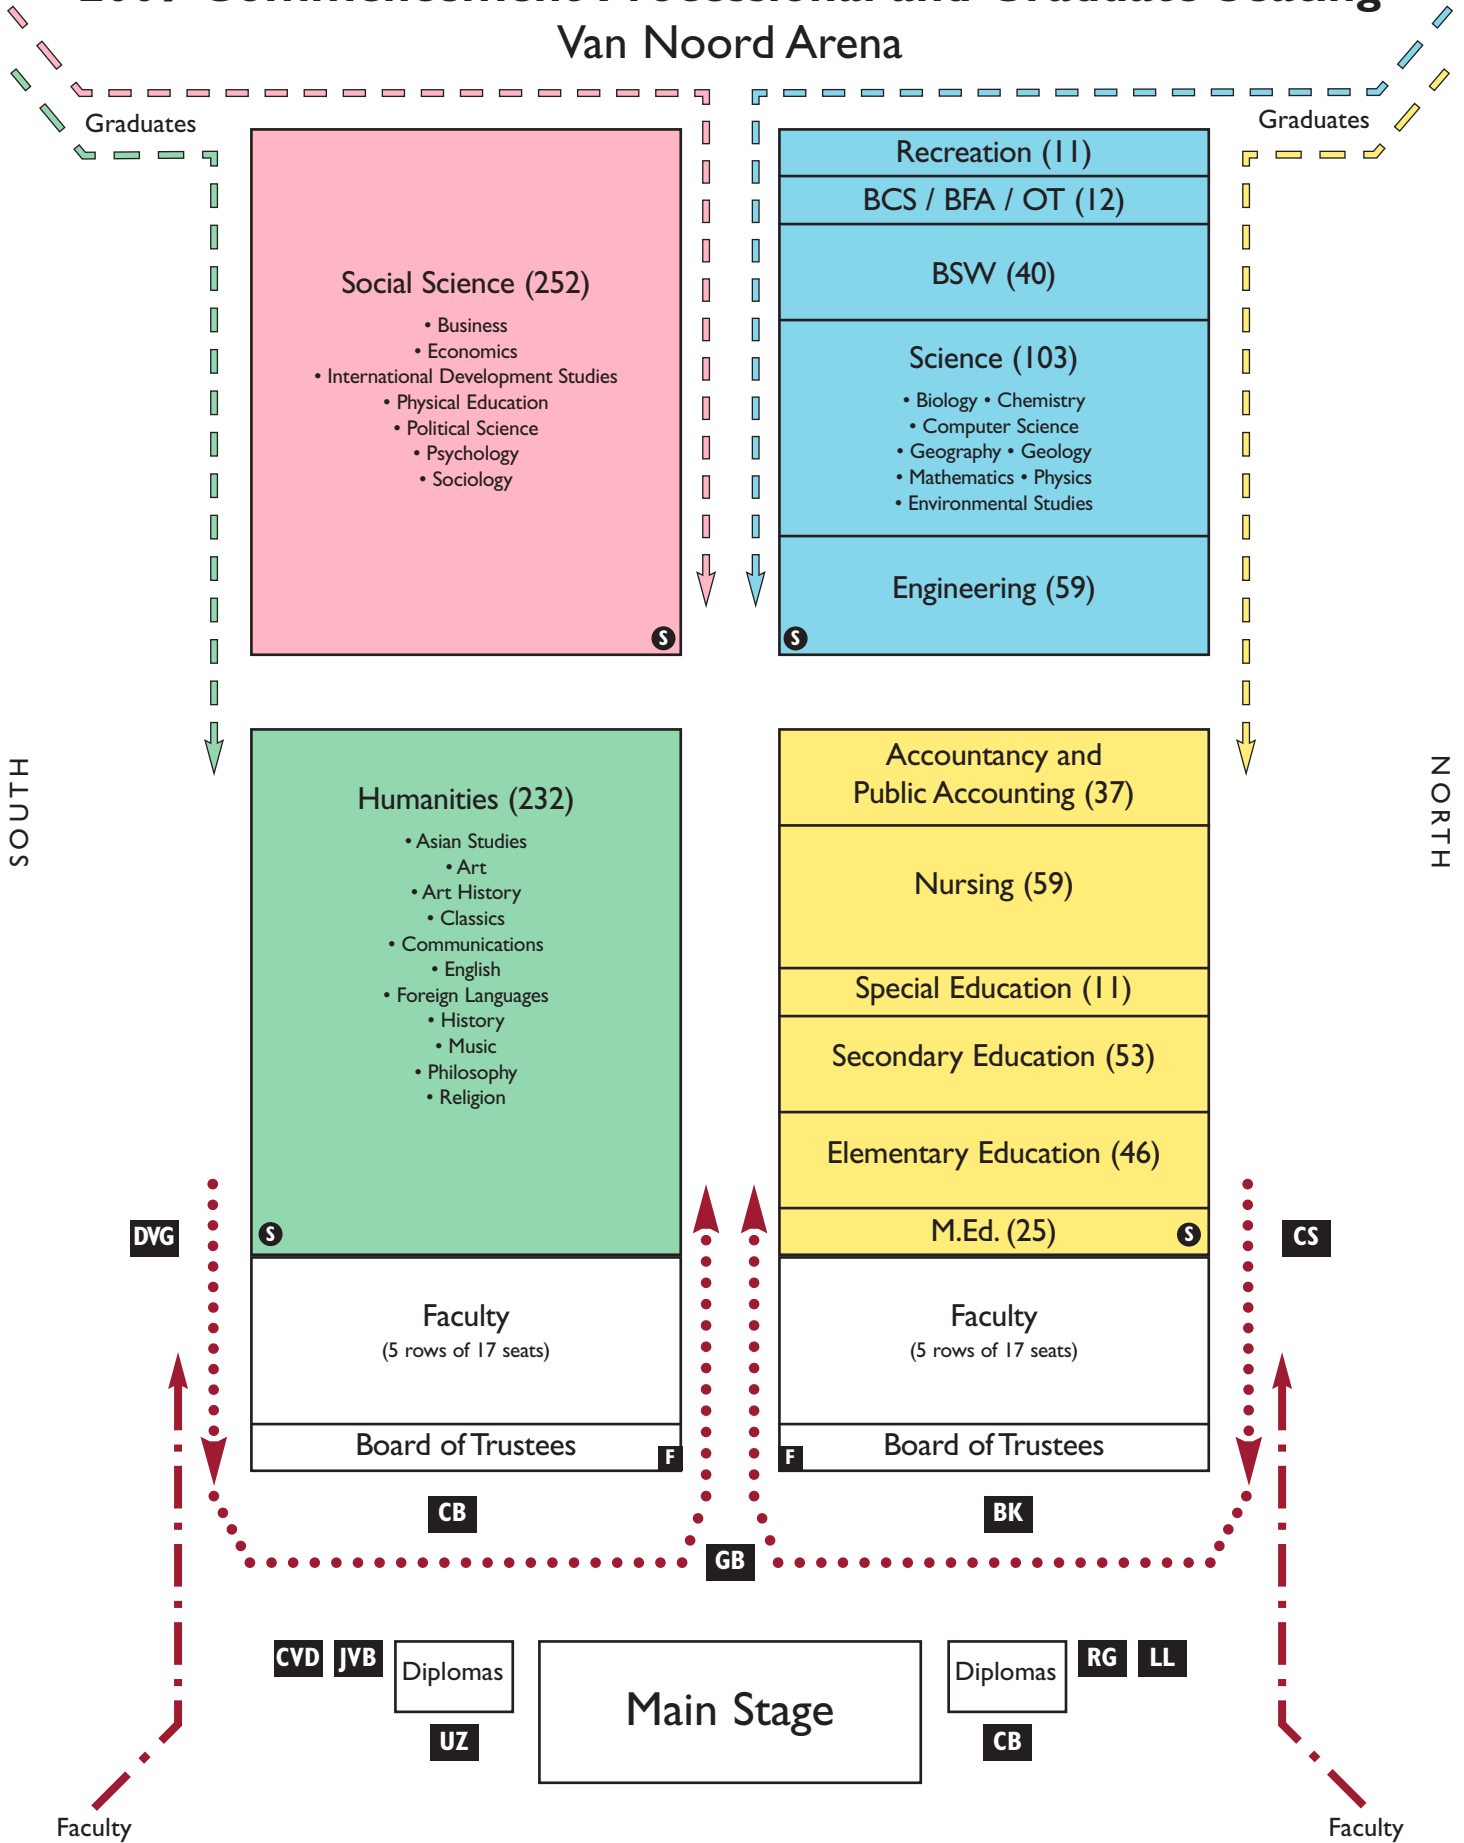 Van Noord Arena
Graduates
Graduates
Social Science (252)
• Business
• Economics
• International Development Studies
• Physical Education
• Political Science
• Psychology
• Sociology
S
Recreation (11)
BCS / BFA / OT (12)
BSW (40)
Science (103)
• Biology • Chemistry
• Computer Science
• Geography • Geology
• Mathematics • Physics
• Environmental Studies
Engineering (59)
S
SOUTH
NORTH
Humanities (232)
• Asian Studies
• Art
• Art History
• Classics
• Communications
• English
• Foreign Languages
• History
• Music
• Philosophy
• Religion
S
Accountancy and
Public Accounting (37)
Nursing (59)
Special Education (11)
Secondary Education (53)
Elementary Education (46)
M.Ed. (25)
S
DVG
CS
Faculty
(5 rows of 17 seats)
Board of Trustees
F
Faculty
(5 rows of 17 seats)
F
Board of Trustees
CB
BK
GB
CVD
JVB
Diplomas
UZ
Main Stage
Diplomas
RG
LL
CB
Faculty
Faculty